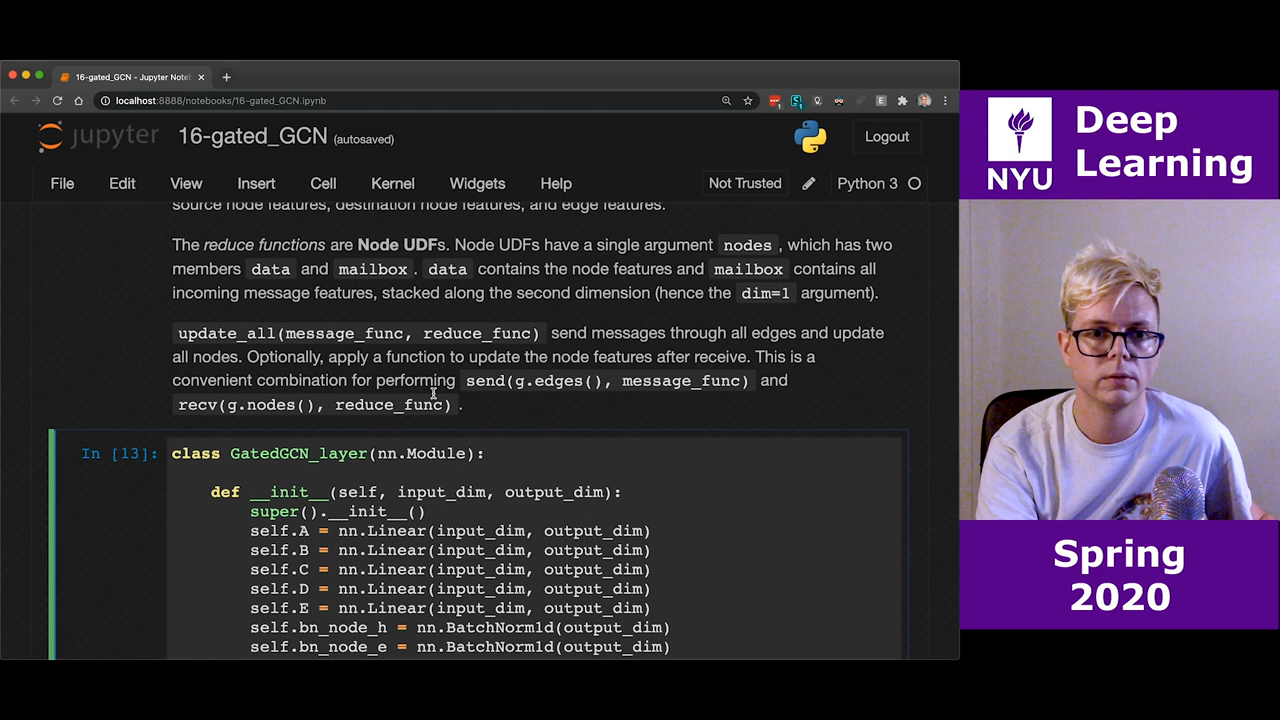 16-gated_GCN - Jupyter Note
localhost:8888/notebooks/16-gated_GCN.ipynb
jupyter 16-gated_GCN (autosaved)
Logout
File Edit View Insert Cell Kernel Widgets Help Not Trusted Python 3
source node features, destination node features, and edge features.
The reduce functions are Node UDFs. Node UDFs have a single argument nodes , which has two
members data and mailbox . data contains the node features and mailbox contains all
incoming message features, stacked along the second dimension (hence the dim=1 argument).
update_all(message_func, reduce_func) send messages through all edges and update
all nodes. Optionally, apply a function to update the node features after receive. This is a
convenient combination for performing send(g.edges(), message_func) and
recv(g.nodes(), reduce_func) .
In [13]: class GatedGCN_layer(nn.Module):
def __init__(self, input_dim, output_dim):
super().__init__()
self.A = nn.Linear(input_dim, output_dim)
self.B = nn.Linear(input_dim, output_dim)
self.C = nn.Linear(input_dim, output_dim)
self.D = nn.Linear(input_dim, output_dim)
self.E = nn.Linear(input_dim, output_dim)
self.bn_node_h = nn.BatchNorm1d(output_dim)
self.bn_node_e = nn.BatchNorm1d(output_dim)
NYU
Deep
Learning
Spring
2020